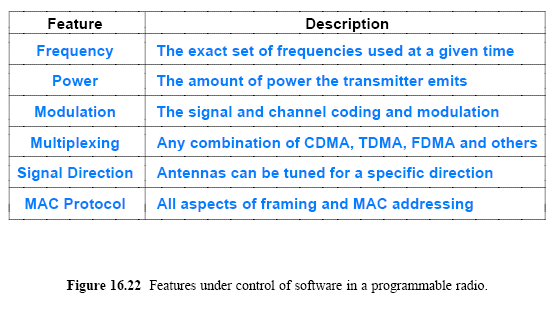 Feature Description
Frequency The exact set of frequencies used at a given time
Power The amount of power the transmitter emits
Modulation The signal and channel coding and modulation
Multiplexing Any combination of CDMA, TDMA, FDMA and others
Signal Direction Antennas can be tuned for a specific direction
MAC Protocol All aspects of framing and MAC addressing
Figure 16.22 Features under control of software in a programmable radio.